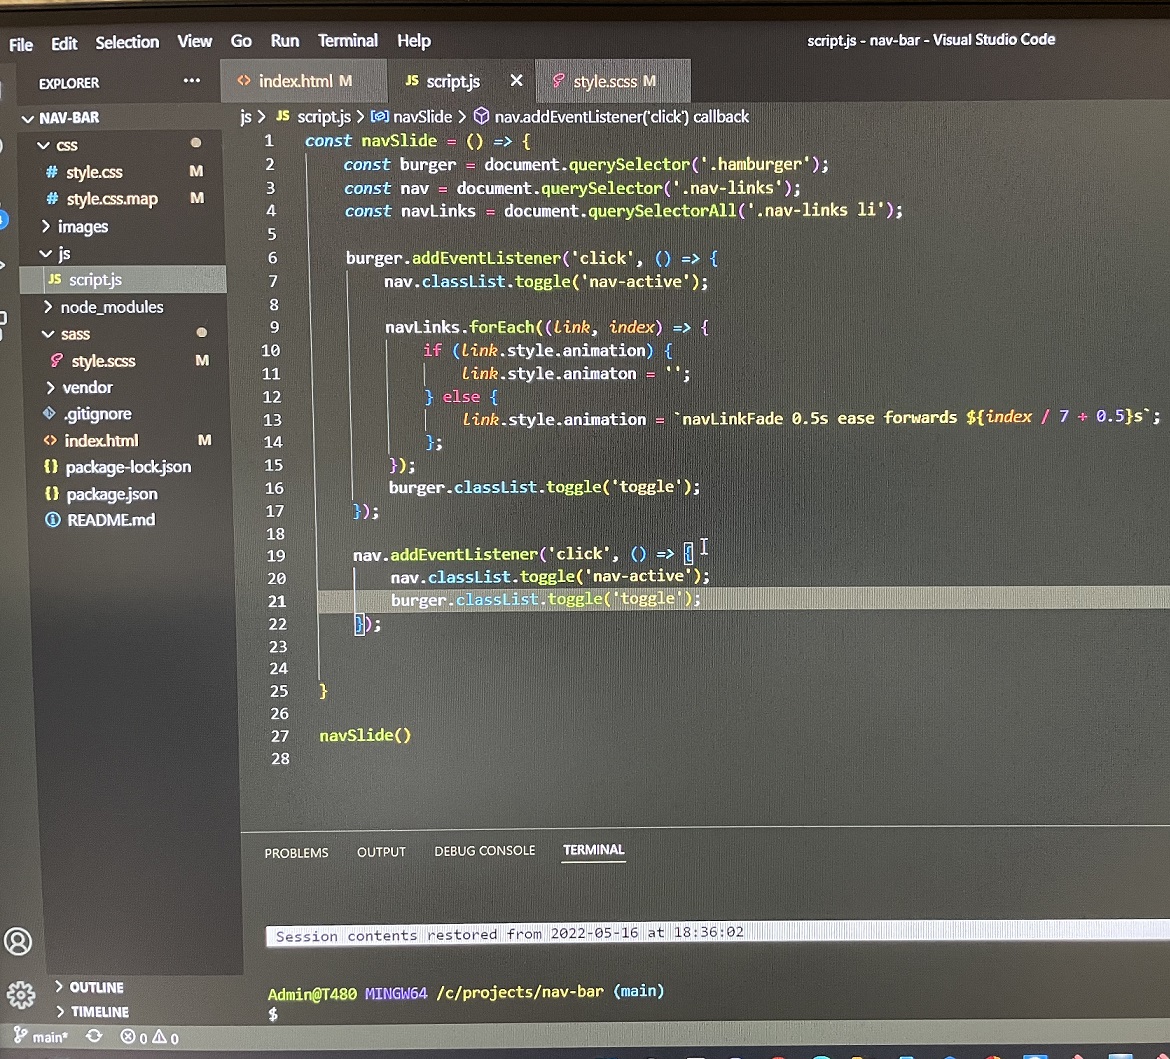 File Edit Selection View Go Run Terminal Help script.js - nav-bar - Visual Studio Code
EXPLORER ···
NAV-BAR
css
style.css M
style.css.map M
images
js
JS script.js
node_modules
sass
style.scss M
vendor
.gitignore
index.html M
{} package-lock.json
{} package.json
README.md
OUTLINE
TIMELINE
<> index.html M JS script.js × style.scss M
js > JS script.js > navSlide > nav.addEventListener('click') callback
1 const navSlide = () => {
2 const burger = document.querySelector('.hamburger');
3 const nav = document.querySelector('.nav-links');
4 const navLinks = document.querySelectorAll('.nav-links li');
5
6 burger.addEventListener('click', () => {
7 nav.classList.toggle('nav-active');
8
9 navLinks.forEach((link, index) => {
10 if (link.style.animation) {
11 link.style.animaton = '';
12 } else {
13 link.style.animation = `navLinkFade 0.5s ease forwards ${index / 7 + 0.5}s`;
14 };
15 });
16 burger.classList.toggle('toggle');
17 });
18
19 nav.addEventListener('click', () => {
20 nav.classList.toggle('nav-active');
21 burger.classList.toggle('toggle');
22 });
23
24
25 }
26
27 navSlide()
28
PROBLEMS OUTPUT DEBUG CONSOLE TERMINAL
Session contents restored from 2022-05-16 at 18:36:02
Admin@T480 MINGW64 /c/projects/nav-bar (main)
$
main* 0 0